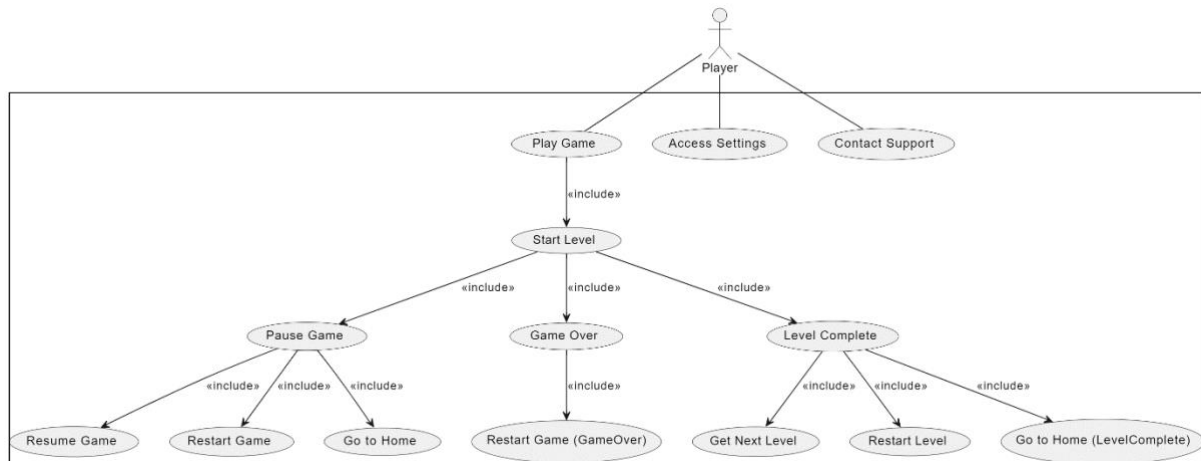 Player
Play Game
Access Settings
Contact Support
«include»
Start Level
«include»
«include»
«include»
Pause Game
Game Over
Level Complete
«include»
«include»
«include»
«include»
«include»
«include»
«include»
Resume Game
Restart Game
Go to Home
Restart Game (GameOver)
Get Next Level
Restart Level
Go to Home (LevelComplete)